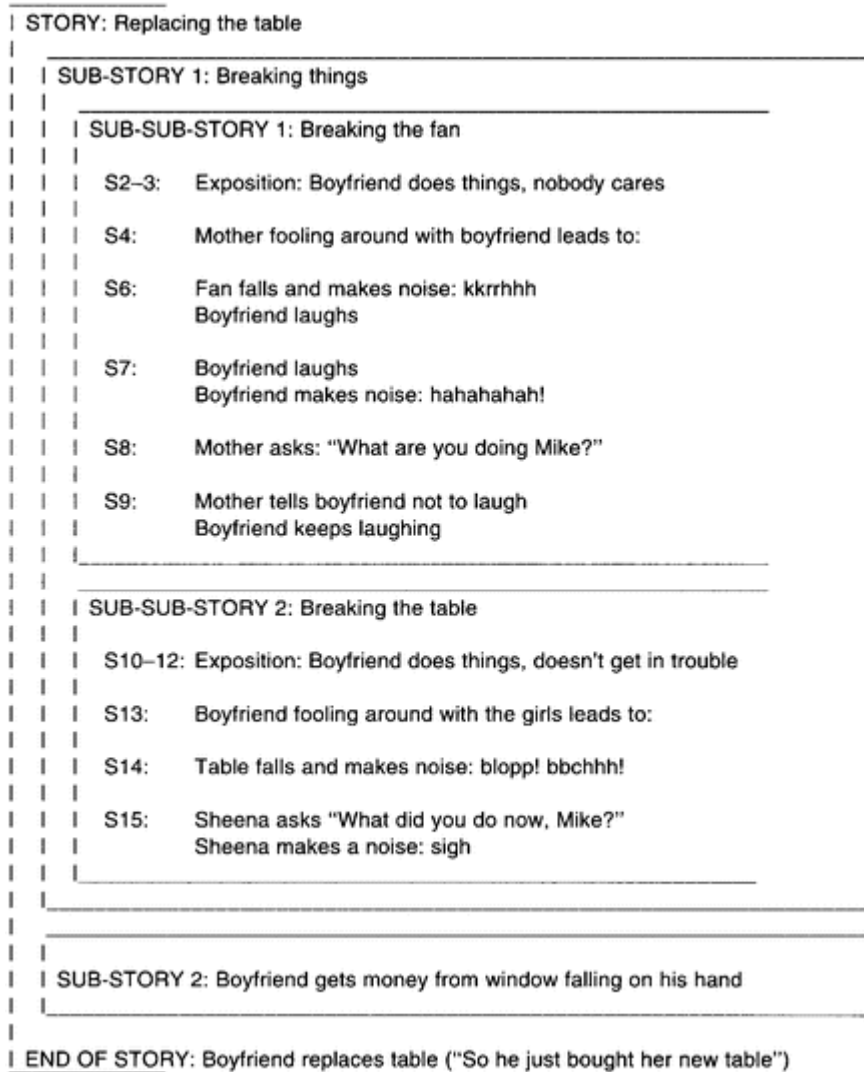 STORY: Replacing the table
SUB-STORY 1: Breaking things
SUB-SUB-STORY 1: Breaking the fan
S2–3: Exposition: Boyfriend does things, nobody cares
S4: Mother fooling around with boyfriend leads to:
S6: Fan falls and makes noise: kkrrhhh
Boyfriend laughs
S7: Boyfriend laughs
Boyfriend makes noise: hahahahah!
S8: Mother asks: “What are you doing Mike?”
S9: Mother tells boyfriend not to laugh
Boyfriend keeps laughing
SUB-SUB-STORY 2: Breaking the table
S10–12: Exposition: Boyfriend does things, doesn't get in trouble
S13: Boyfriend fooling around with the girls leads to:
S14: Table falls and makes noise: blopp! bbchhh!
S15: Sheena asks “What did you do now, Mike?”
Sheena makes a noise: sigh
SUB-STORY 2: Boyfriend gets money from window falling on his hand
END OF STORY: Boyfriend replaces table (“So he just bought her new table”)